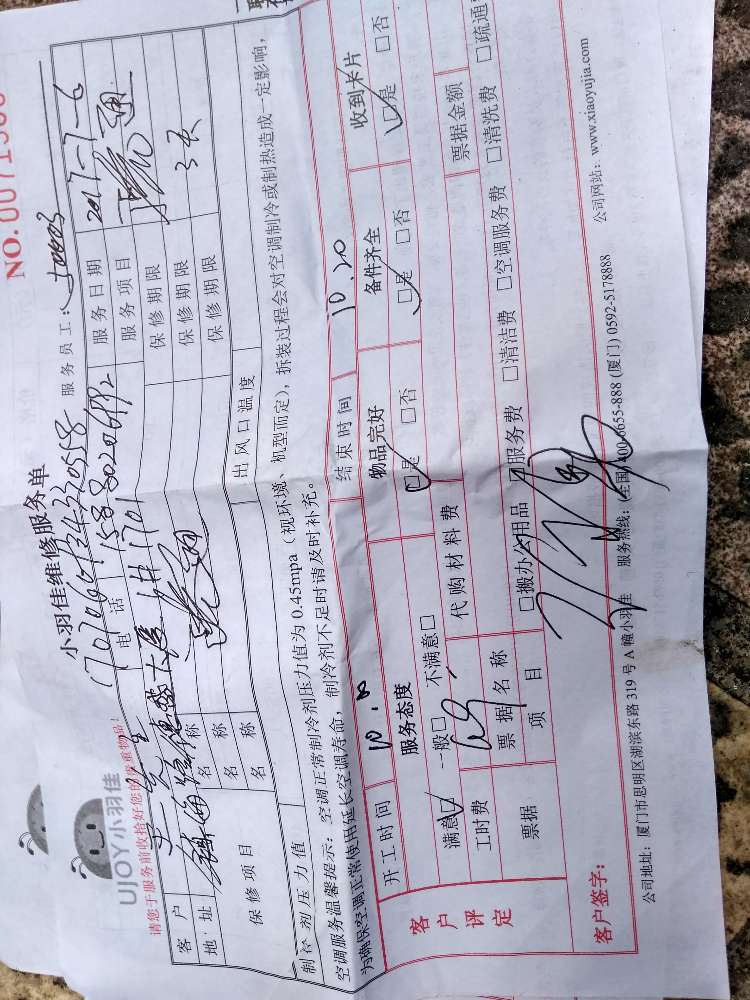 小羽佳维修服务单
NO.0071500
UJOY小羽佳
请您于服务前收拾好您的贵重物品!
服务员工:
客户
电话 15880206992
服务日期 2017-7-6
地址
服务项目
保修项目
名称
保修期限 3天
名称
保修期限
名称
保修期限
制冷剂压力值
出风口温度
空调服务温馨提示:空调正常制冷剂压力值为0.45mpa(视环境、机型而定),拆装过程会对空调制冷或制热造成一定影响,
为确保空调正常使用延长空调寿命,制冷剂不足时请及时补充。
开工时间 10.00 结束时间 10.20
客户评定
服务态度 物品完好 备件齐全 收到卡片
满意☑ 一般□ 不满意□ ☑是 □否 ☑是 □否 ☑是 □否
工时费 代购材料费
票据 票据名称 票据金额
项目 □搬办公用品 □服务费 □清洁费 □空调服务费 □清洗费 □疏通
客户签字:
公司地址:厦门市思明区湖滨东路319号A幢小羽佳 服务热线:(全国)400-6655-888 (厦门) 0592-5178888 公司网站:www.xiaoyujia.com